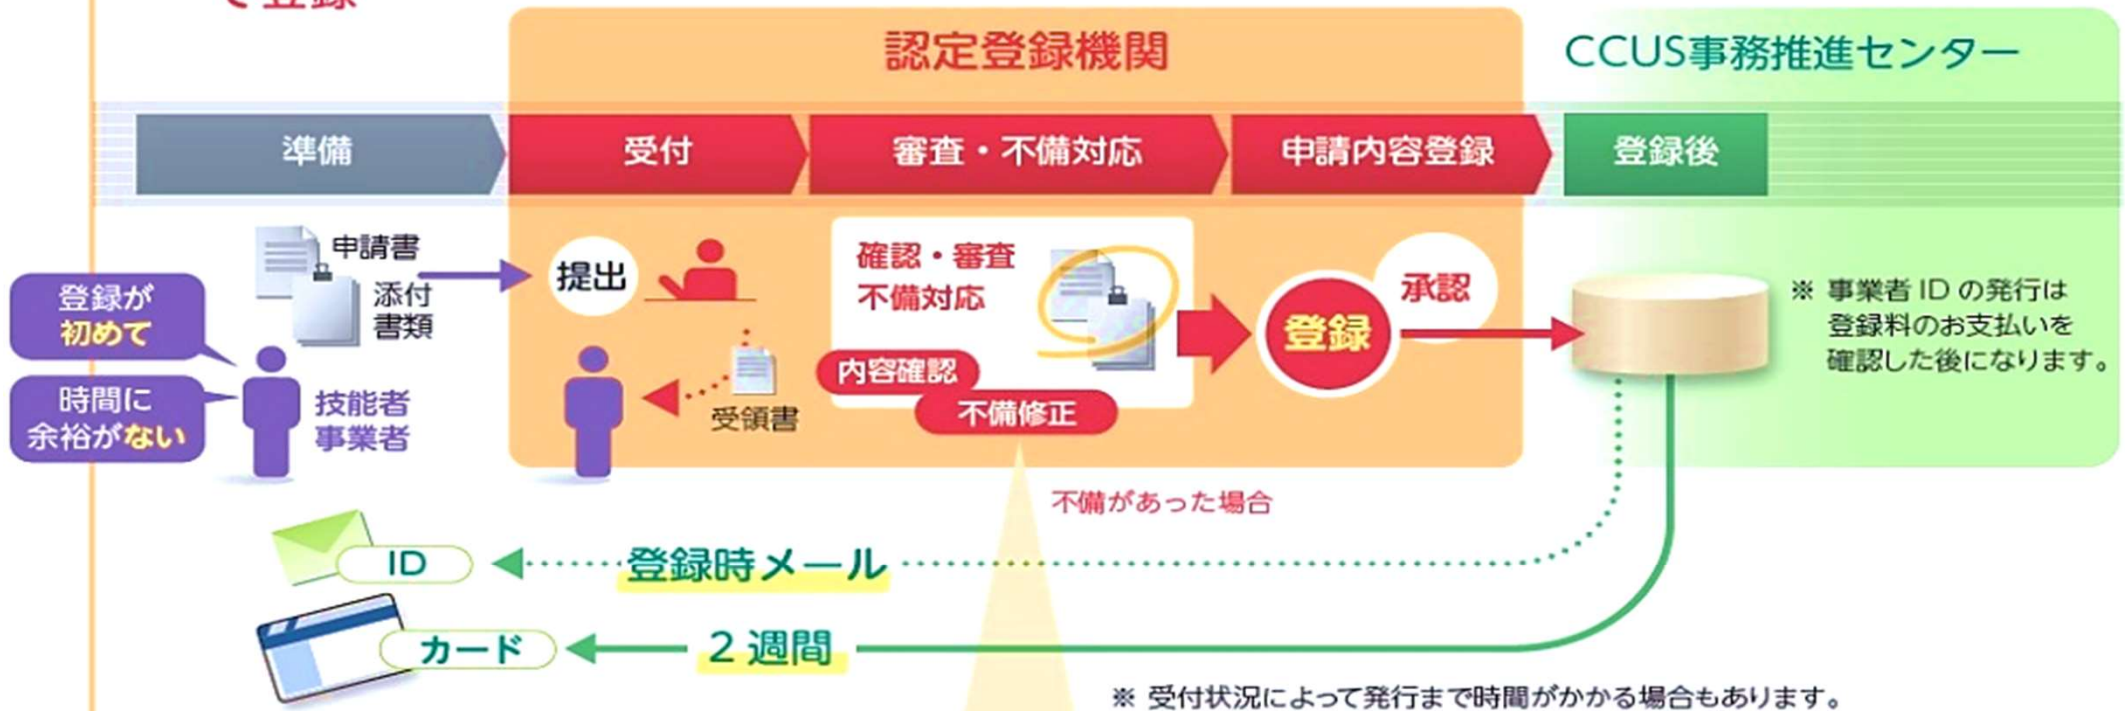 で登録
認定登録機関
CCUS事務推進センター
準備
受付
審査・不備対応
申請内容登録
登録後
申請書
添付
書類
登録が
初めて
時間に
余裕がない
技能者
事業者
提出
受領書
確認・審査
不備対応
内容確認
不備修正
登録
承認
※ 事業者 ID の発行は
登録料のお支払いを
確認した後になります。
不備があった場合
ID
登録時メール
カード
2 週間
※ 受付状況によって発行まで時間がかかる場合もあります。